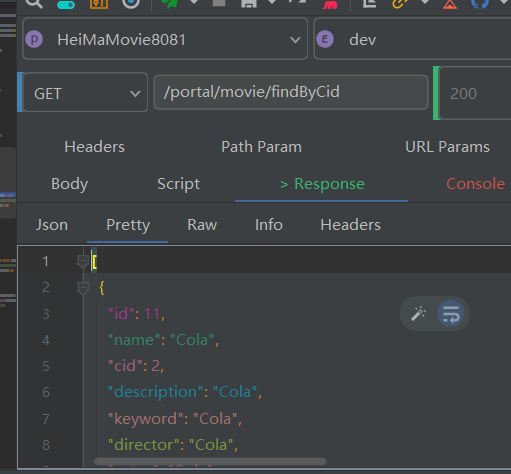 P HeiMaMovie8081 E dev
GET /portal/movie/findByCid 200
Headers Path Param URL Params
Body Script > Response Console
Json Pretty Raw Info Headers
1 [
2 {
3 "id": 11,
4 "name": "Cola",
5 "cid": 2,
6 "description": "Cola",
7 "keyword": "Cola",
8 "director": "Cola",